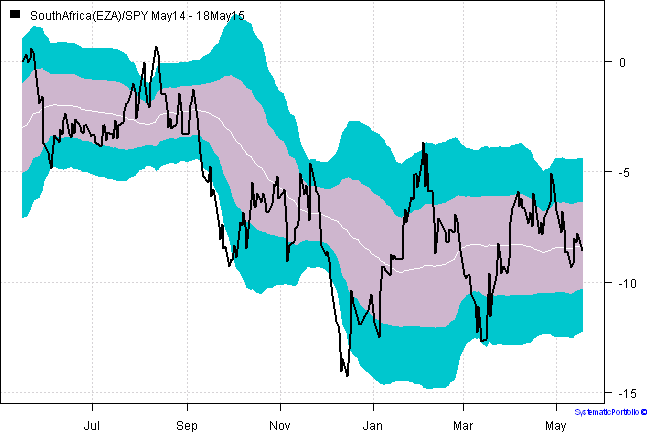 SouthAfrica(EZA)/SPY May14 - 18May15
0
-5
-10
-15
Jul Sep Nov Jan Mar May
SystematicPortfolio ©